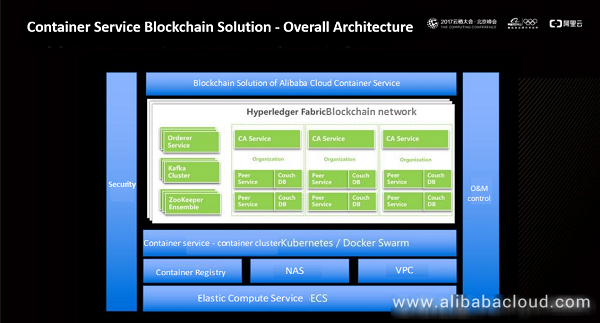 Container Service Blockchain Solution - Overall Architecture
2017云栖大会·北京峰会
THE COMPUTING CONFERENCE
阿里云
Blockchain Solution of Alibaba Cloud Container Service
Security
Hyperledger FabricBlockchain network
Orderer
Service
Kafka
Cluster
ZooKeeper
Ensemble
CA Service
Organization
Peer
Service
Couch
DB
Peer
Service
Couch
DB
CA Service
Organization
Peer
Service
Couch
DB
Peer
Service
Couch
DB
CA Service
Organization
Peer
Service
Couch
DB
Peer
Service
Couch
DB
O&M
control
Container service - container clusterKubernetes / Docker Swarm
Container Registry
NAS
VPC
Elastic Compute Service ECS
www.alibabacloud.com